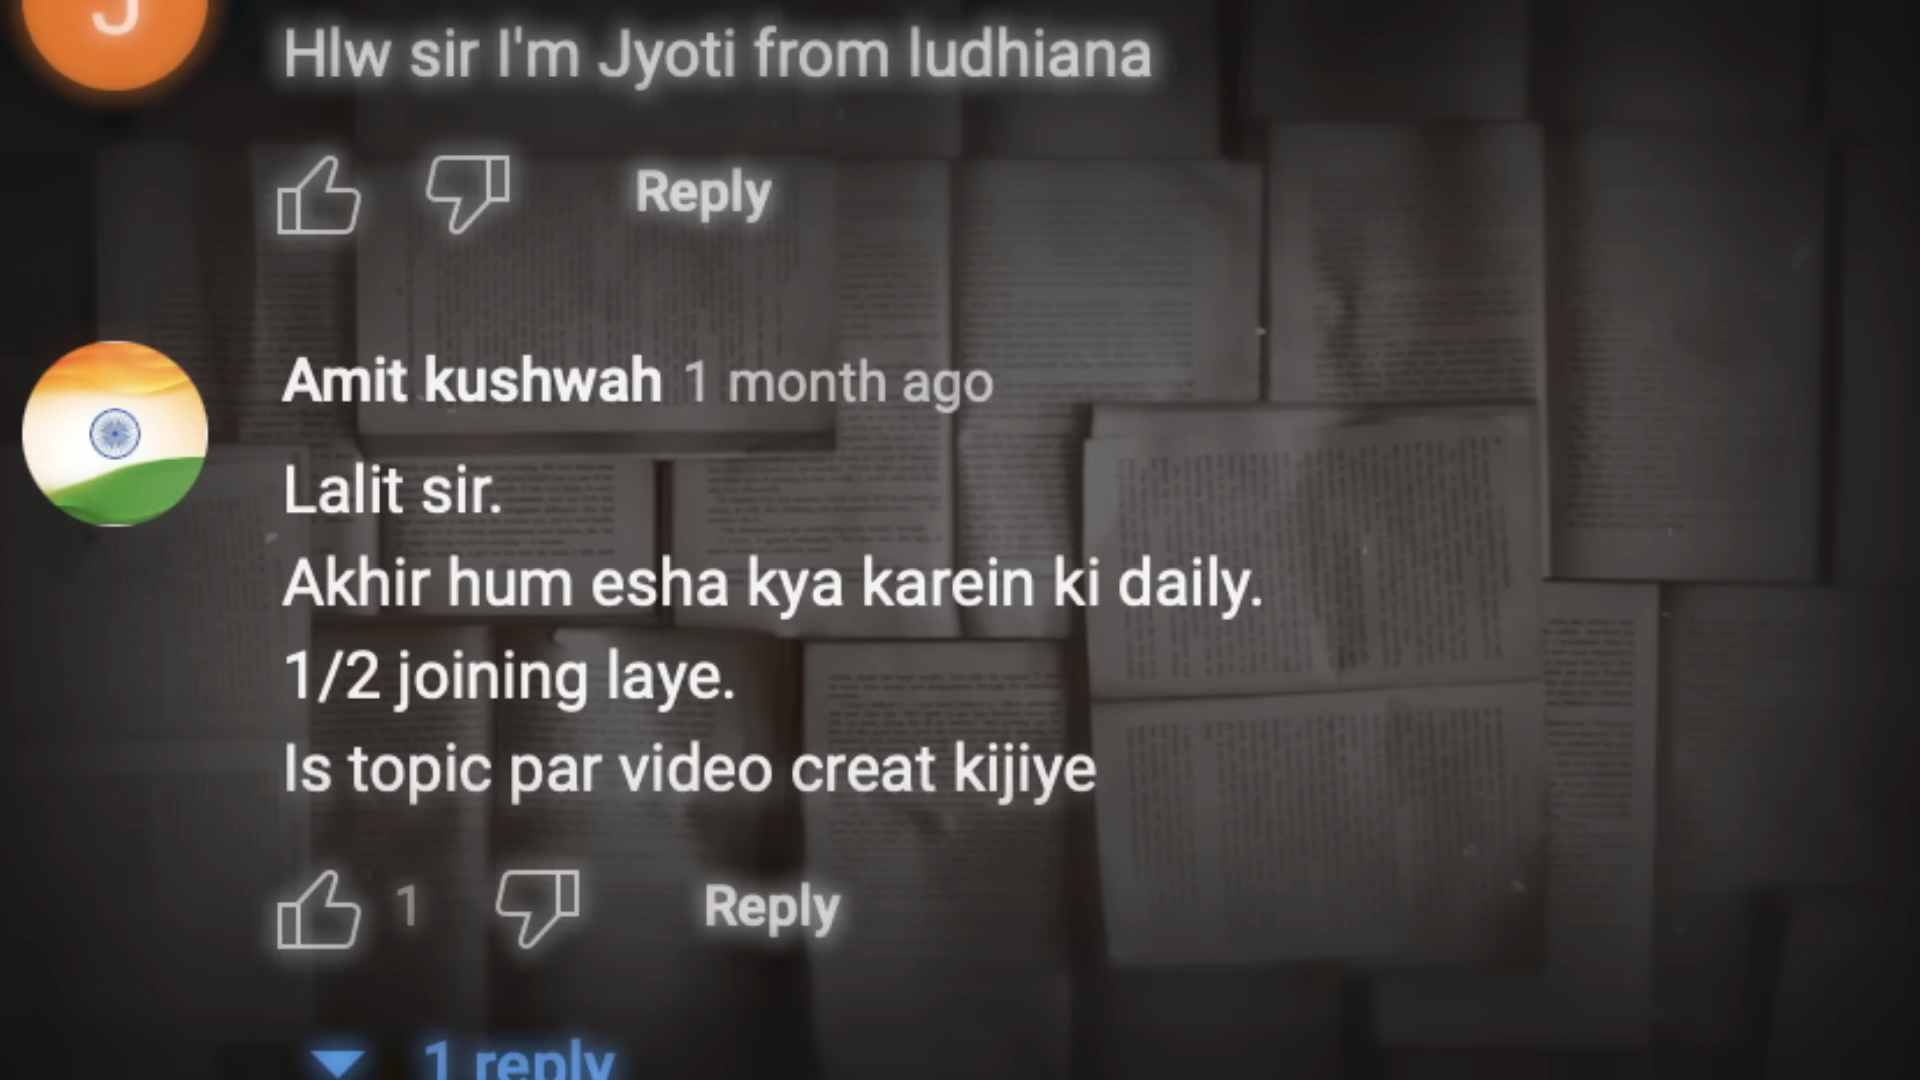 J
Hlw sir I'm Jyoti from ludhiana
Reply
Amit kushwah 1 month ago
Lalit sir.
Akhir hum esha kya karein ki daily.
1/2 joining laye.
Is topic par video creat kijiye
1
Reply
1 reply